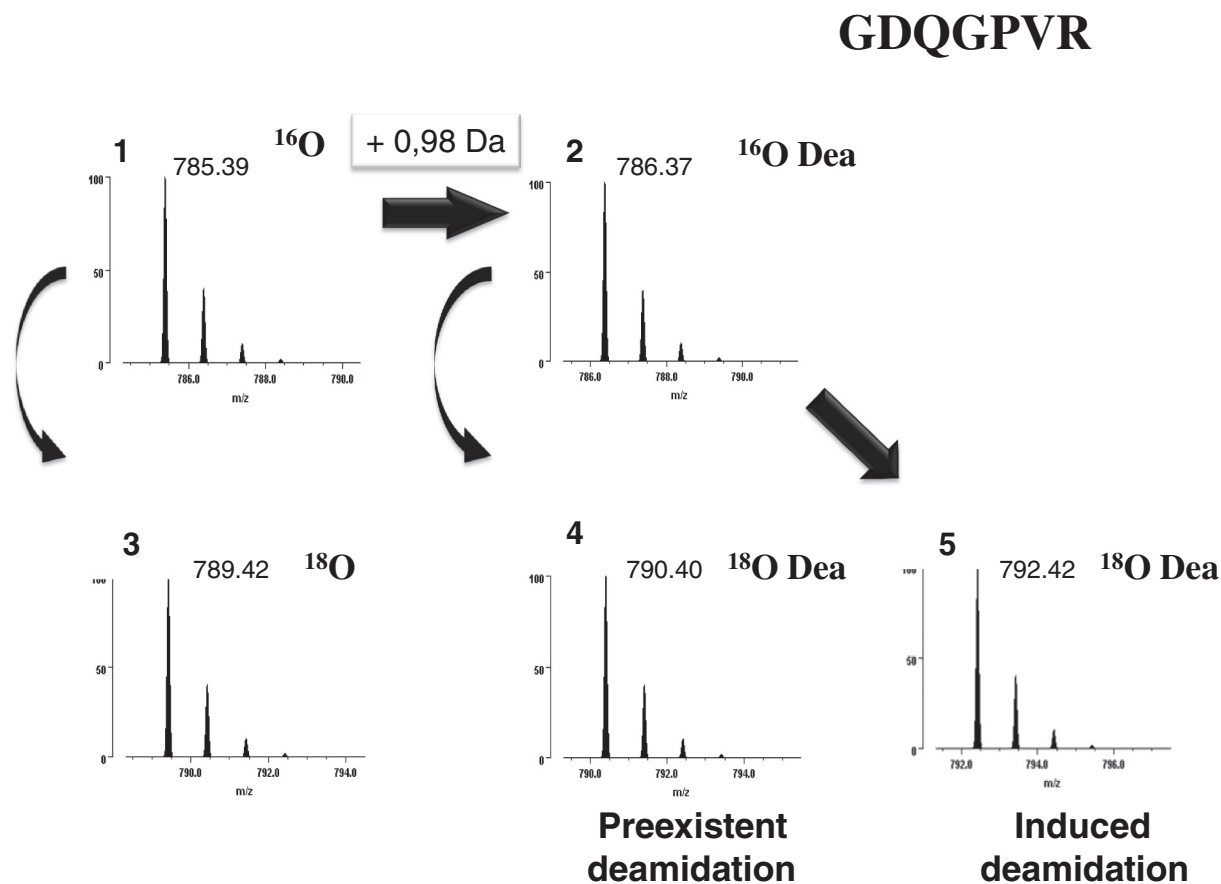 GDQGPVR
1
785.39
¹⁶O
+ 0,98 Da
2
786.37
¹⁶O Dea
100
50
0
786.0 788.0 790.0
m/z
100
50
0
786.0 788.0 790.0
m/z
3
789.42
¹⁸O
4
790.40
¹⁸O Dea
5
792.42
¹⁸O Dea
100
50
0
790.0 792.0 794.0
m/z
100
50
0
790.0 792.0 794.0
m/z
100
50
0
792.0 794.0 796.0
m/z
Preexistent
deamidation
Induced
deamidation